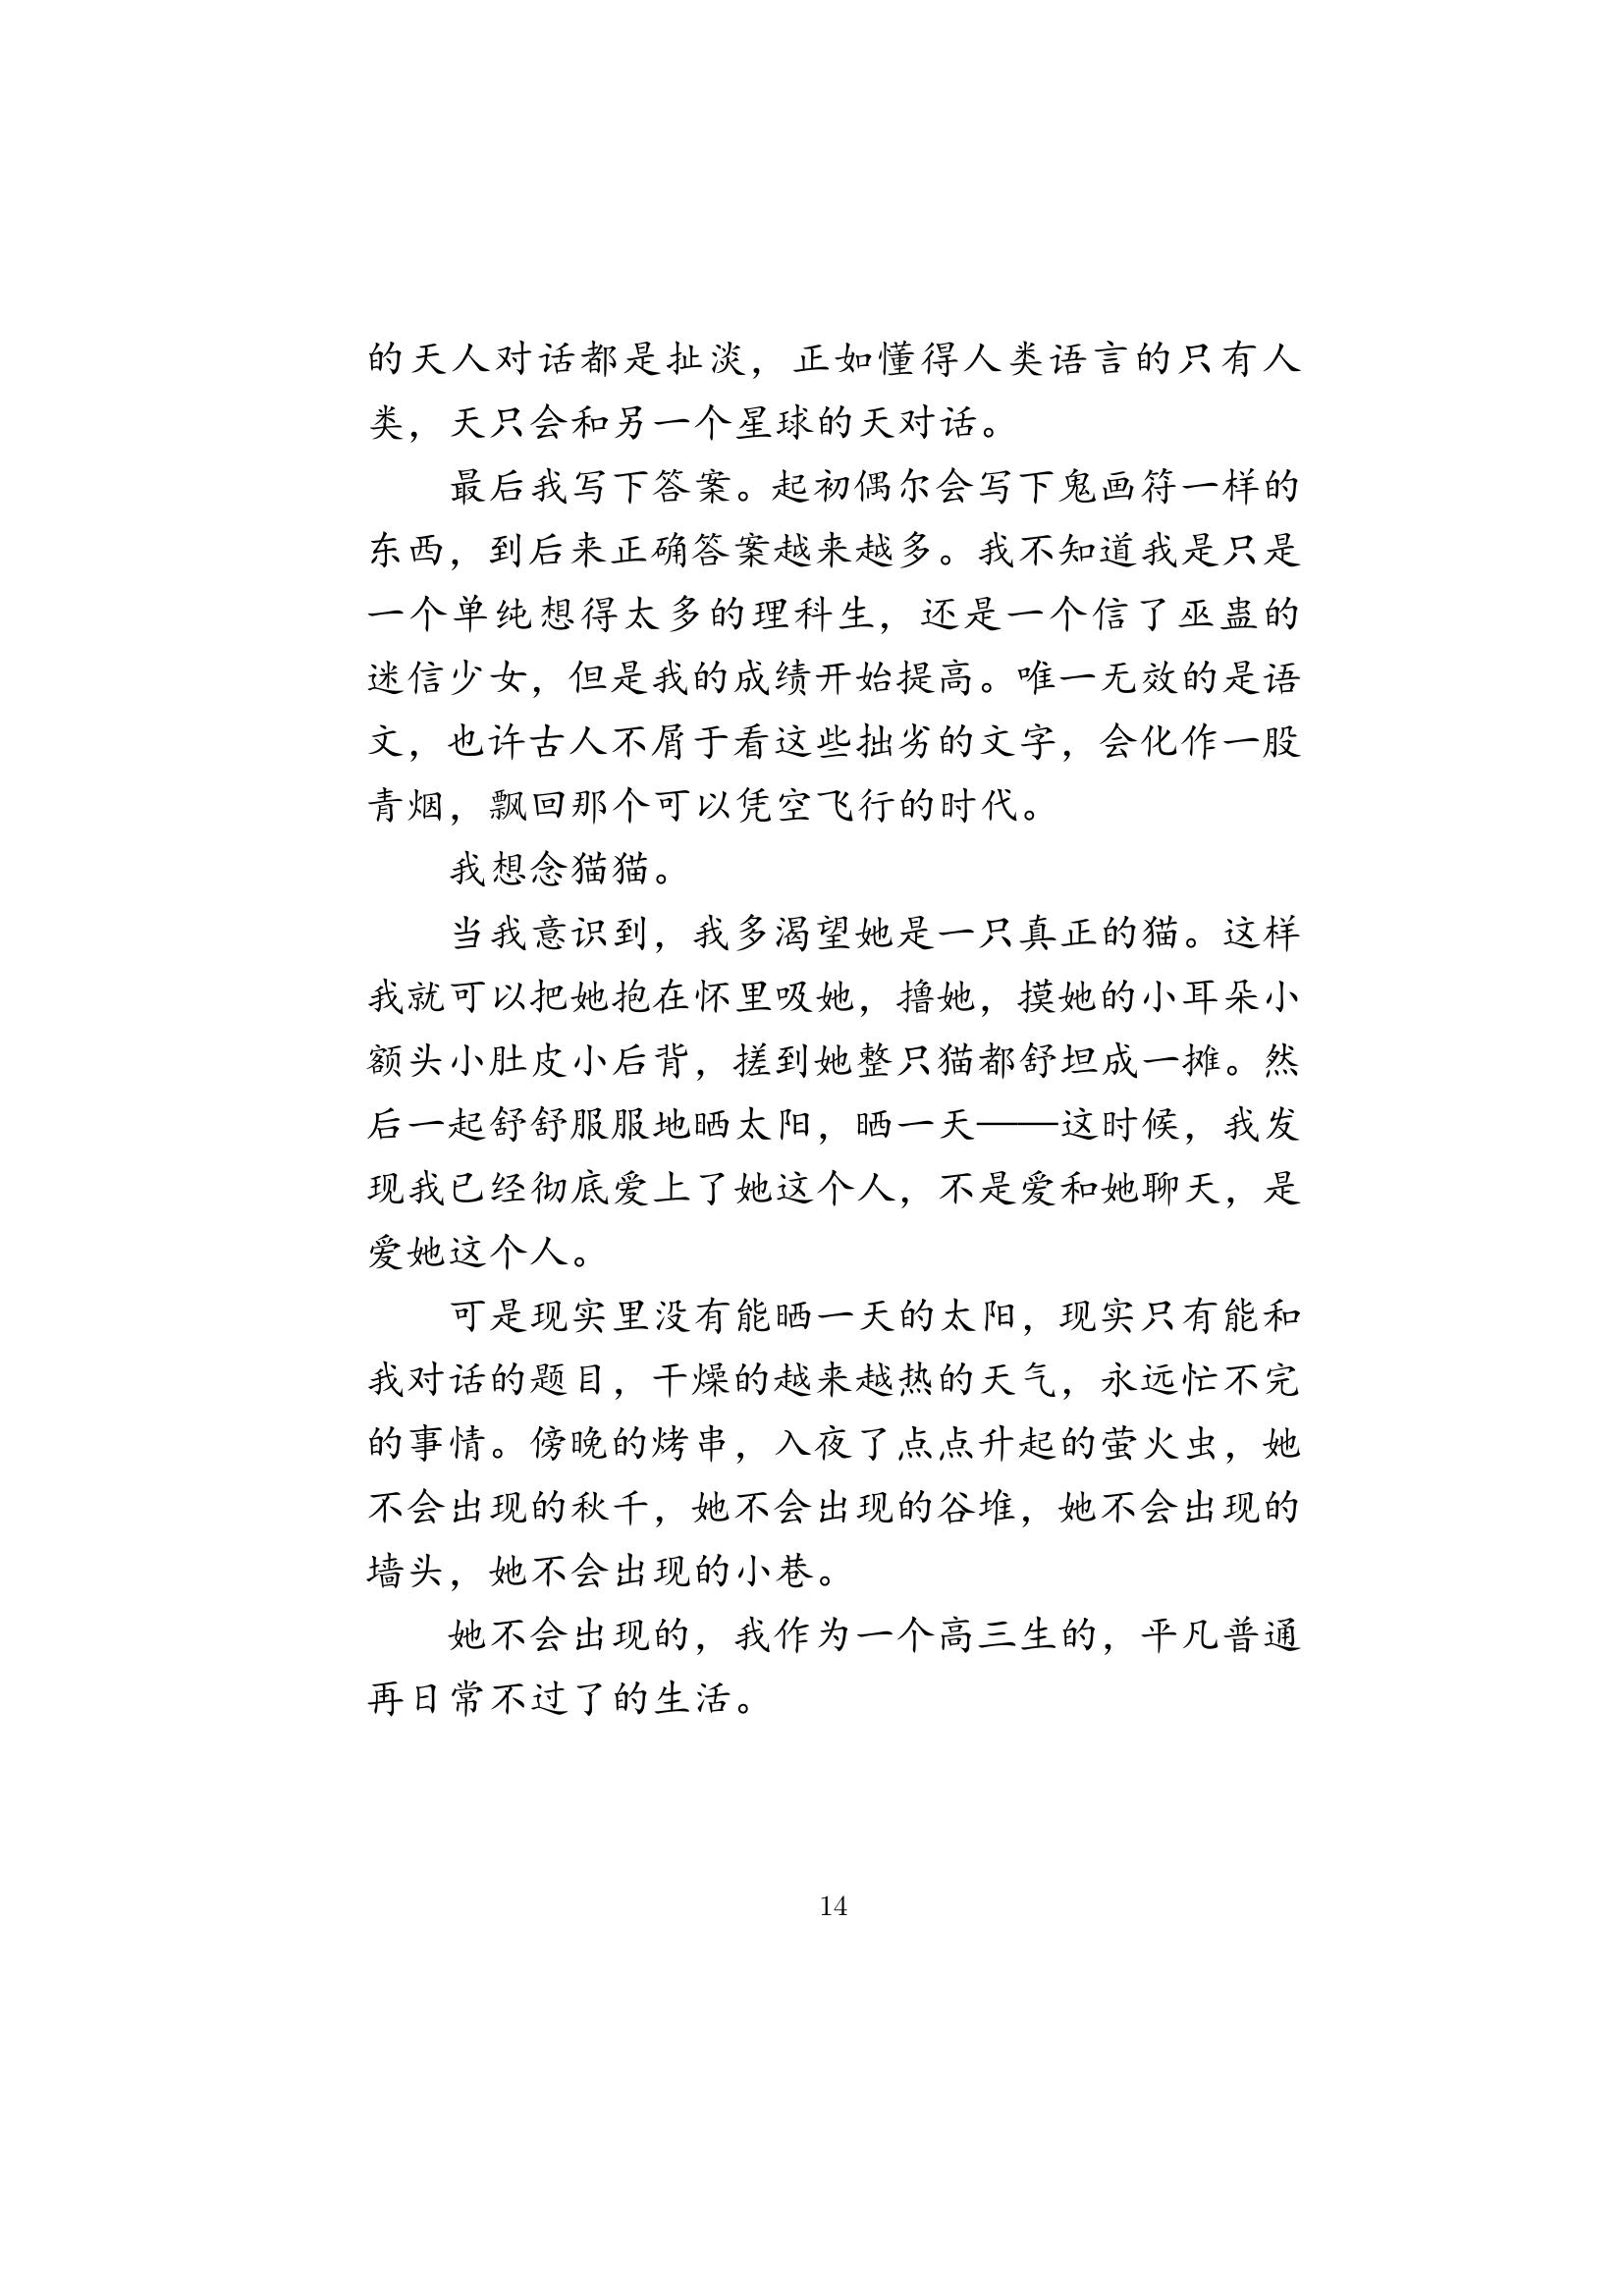 的天人对话都是扯淡，正如懂得人类语言的只有人
类，天只会和另一个星球的天对话。
最后我写下答案。起初偶尔会写下鬼画符一样的
东西，到后来正确答案越来越多。我不知道我是只是
一个单纯想得太多的理科生，还是一个信了巫蛊的
迷信少女，但是我的成绩开始提高。唯一无效的是语
文，也许古人不屑于看这些拙劣的文字，会化作一股
青烟，飘回那个可以凭空飞行的时代。
我想念猫猫。
当我意识到，我多渴望她是一只真正的猫。这样
我就可以把她抱在怀里吸她，撸她，摸她的小耳朵小
额头小肚皮小后背，搓到她整只猫都舒坦成一摊。然
后一起舒舒服服地晒太阳，晒一天——这时候，我发
现我已经彻底爱上了她这个人，不是爱和她聊天，是
爱她这个人。
可是现实里没有能晒一天的太阳，现实只有能和
我对话的题目，干燥的越来越热的天气，永远忙不完
的事情。傍晚的烤串，入夜了点点升起的萤火虫，她
不会出现的秋千，她不会出现的谷堆，她不会出现的
墙头，她不会出现的小巷。
她不会出现的，我作为一个高三生的，平凡普通
再日常不过了的生活。
14